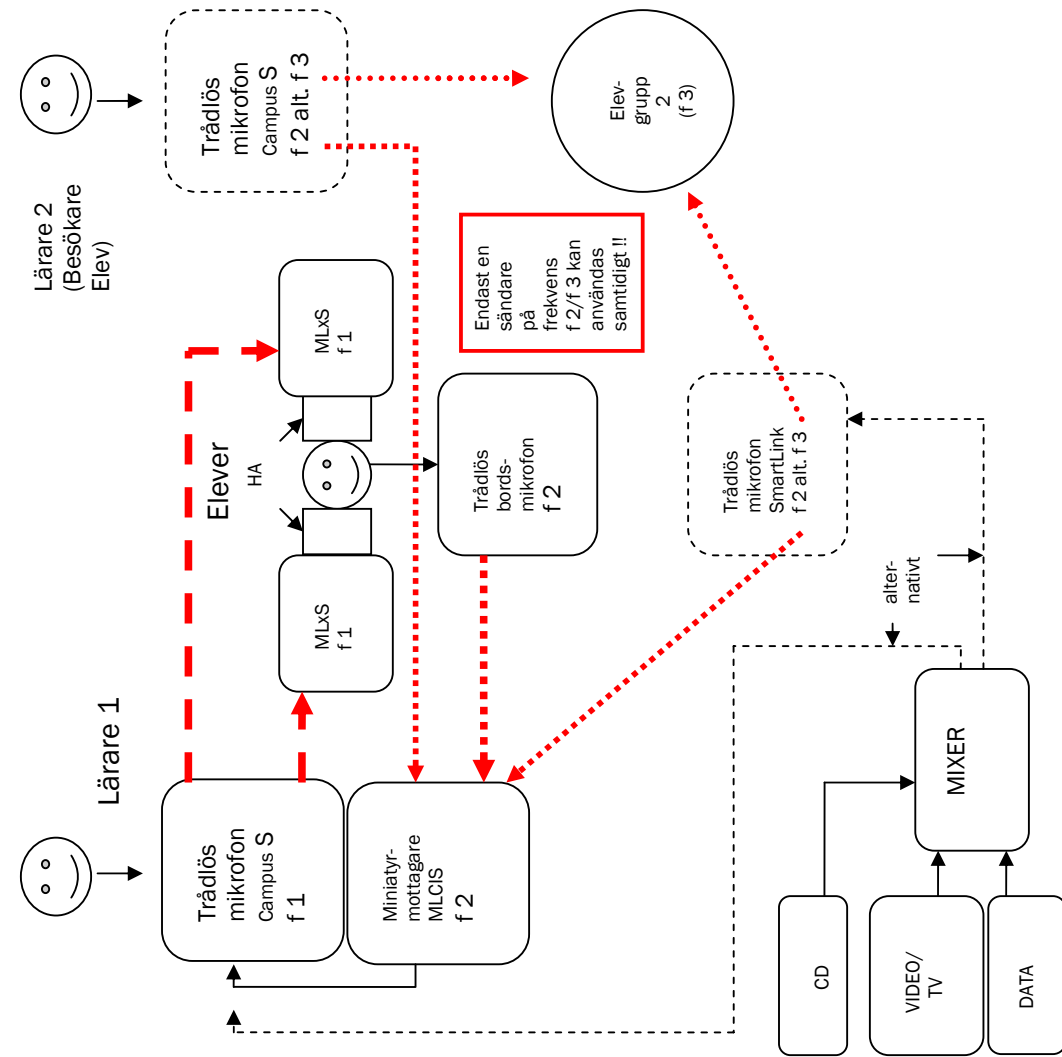 Lärare 1
Trådlös
mikrofon
Campus S
f 1
Miniatyr-
mottagare
MLCIS
f 2
Elever
HA
MLxS
f 1
MLxS
f 1
Trådlös
bords-
mikrofon
f 2
Lärare 2
(Besökare
Elev)
Trådlös
mikrofon
Campus S
f 2 alt. f 3
Endast en
sändare
på
frekvens
f 2/f 3 kan
användas
samtidigt !!
Elev-
grupp
2
(f 3)
Trådlös
mikrofon
SmartLink
f 2 alt. f 3
alter-
nativt
CD
VIDEO/
TV
DATA
MIXER